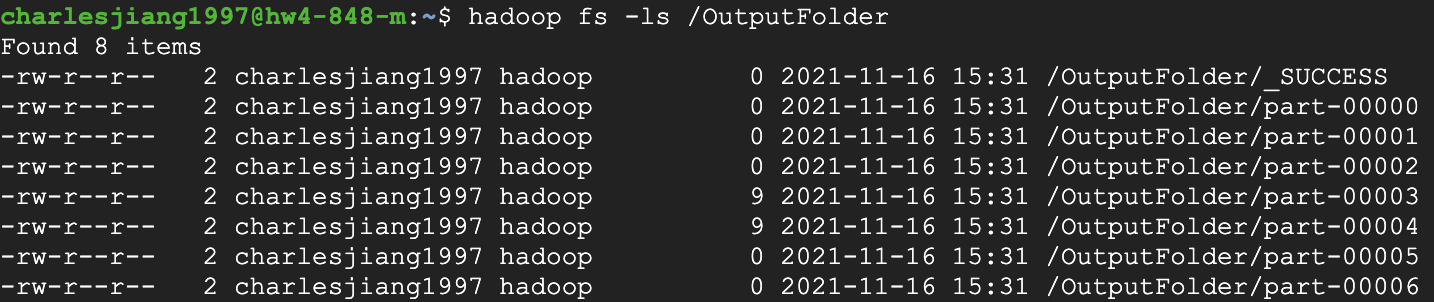 charlesjiang1997@hw4-848-m:~$ hadoop fs -ls /OutputFolder
Found 8 items
-rw-r--r--   2 charlesjiang1997 hadoop          0 2021-11-16 15:31 /OutputFolder/_SUCCESS
-rw-r--r--   2 charlesjiang1997 hadoop          0 2021-11-16 15:31 /OutputFolder/part-00000
-rw-r--r--   2 charlesjiang1997 hadoop          0 2021-11-16 15:31 /OutputFolder/part-00001
-rw-r--r--   2 charlesjiang1997 hadoop          0 2021-11-16 15:31 /OutputFolder/part-00002
-rw-r--r--   2 charlesjiang1997 hadoop          9 2021-11-16 15:31 /OutputFolder/part-00003
-rw-r--r--   2 charlesjiang1997 hadoop          9 2021-11-16 15:31 /OutputFolder/part-00004
-rw-r--r--   2 charlesjiang1997 hadoop          0 2021-11-16 15:31 /OutputFolder/part-00005
-rw-r--r--   2 charlesjiang1997 hadoop          0 2021-11-16 15:31 /OutputFolder/part-00006